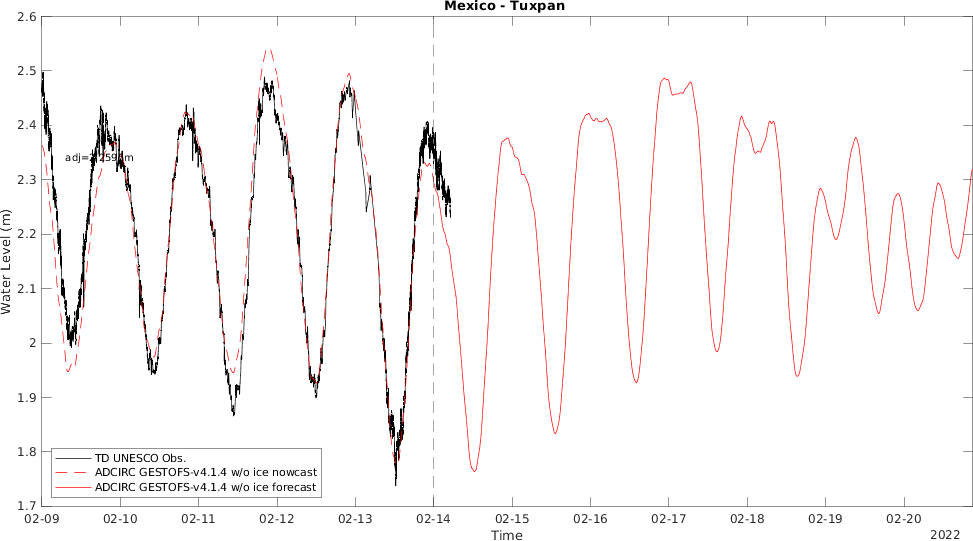 Mexico - Tuxpan
2.6
2.5
2.4
2.3
2.2
2.1
2
1.9
1.8
1.7
Water Level (m)
TD UNESCO Obs.
ADCIRC GESTOFS-v4.1.4 w/o ice nowcast
ADCIRC GESTOFS-v4.1.4 w/o ice forecast
02-09 02-10 02-11 02-12 02-13 02-14 02-15 02-16 02-17 02-18 02-19 02-20
Time
2022